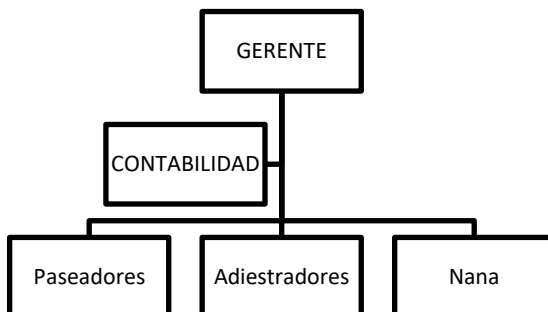 GERENTE
CONTABILIDAD
Paseadores
Adiestradores
Nana